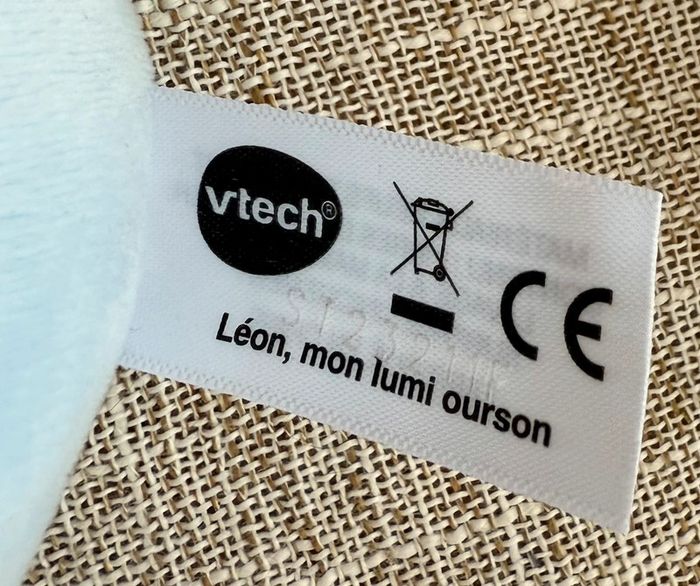 vtech®
CE
Léon, mon lumi ourson